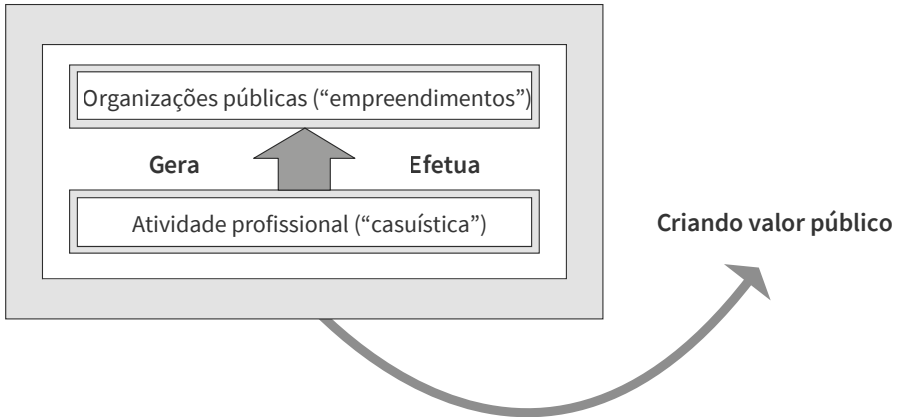 Organizações públicas (“empreendimentos”)
Gera
Efetua
Atividade profissional (“casuística”)
Criando valor público